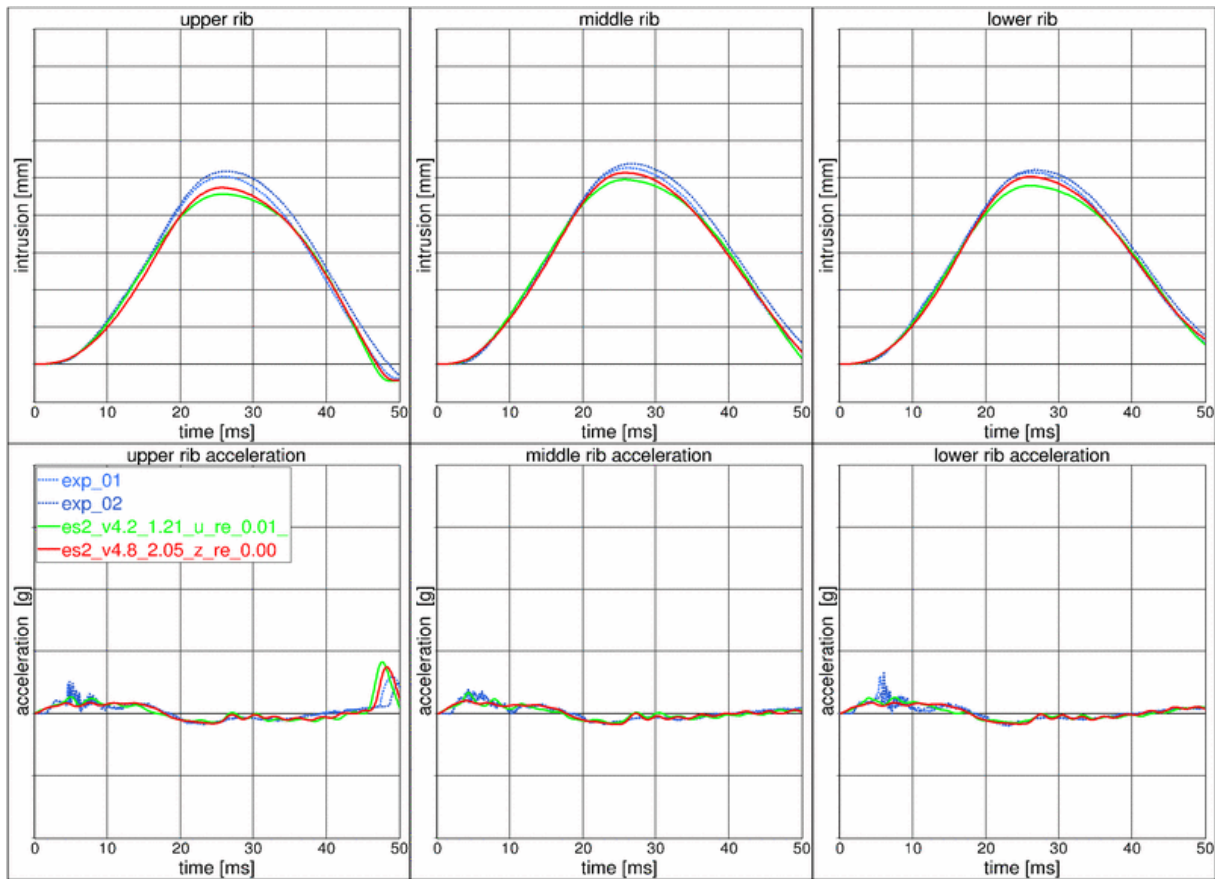 upper rib
middle rib
lower rib
intrusion [mm]
intrusion [mm]
intrusion [mm]
0 10 20 30 40 50
0 10 20 30 40 50
0 10 20 30 40 50
time [ms]
time [ms]
time [ms]
upper rib acceleration
middle rib acceleration
lower rib acceleration
exp_01
exp_02
es2_v4.2_1.21_u_re_0.01_
es2_v4.8_2.05_z_re_0.00
acceleration [g]
acceleration [g]
acceleration [g]
0 10 20 30 40 50
0 10 20 30 40 50
0 10 20 30 40 50
time [ms]
time [ms]
time [ms]